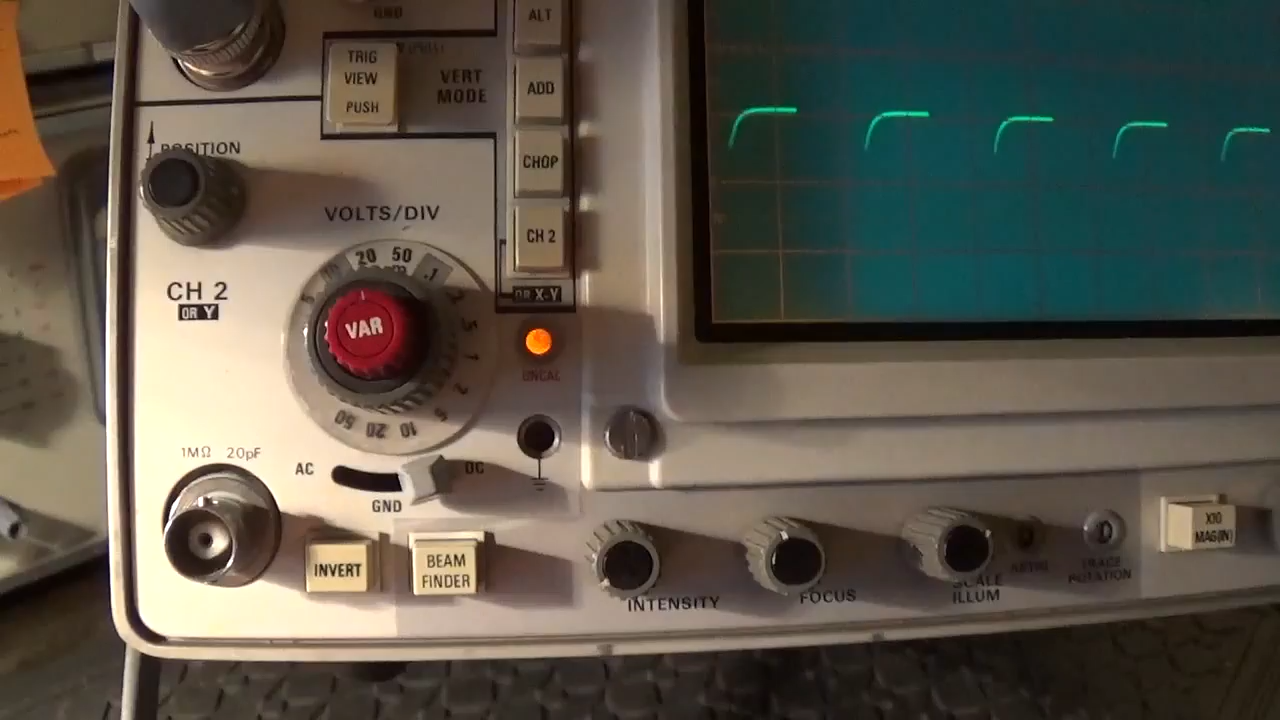 GND
ALT
TRIG
VIEW
PUSH
VERT
MODE
ADD
POSITION
CHOP
VOLTS/DIV
CH 2
20 50
.1
5
CH 2
OR Y
OR X-Y
VAR
.5
1
2
5
10
20
50
UNCAL
1MΩ 20pF
AC
DC
GND
INVERT
BEAM
FINDER
INTENSITY
FOCUS
SCALE
ILLUM
TRACE
ROTATION
X10
MAG(IN)